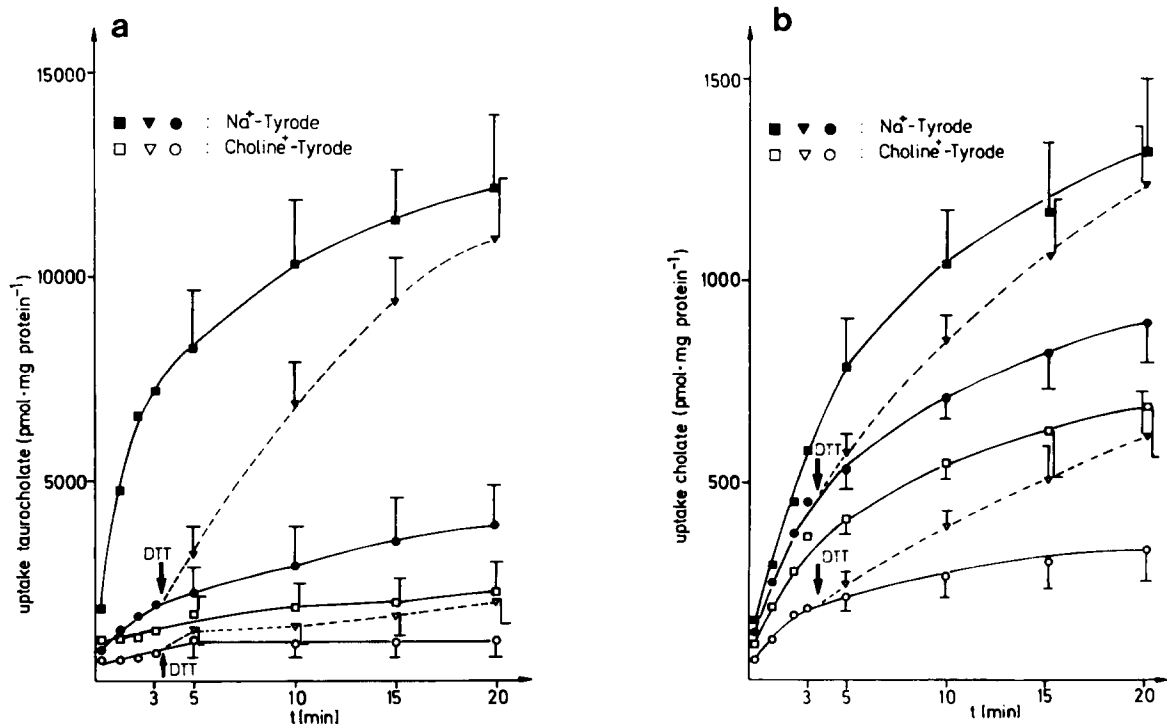 a
uptake taurocholate (pmol·mg protein⁻¹)
15000
10000
5000
■ ▼ ● : Na⁺-Tyrode
□ ▽ ○ : Choline⁺-Tyrode
DTT
DTT
3 5 10 15 20
t [min]
b
uptake cholate (pmol·mg protein⁻¹)
1500
1000
500
■ ▼ ● : Na⁺-Tyrode
□ ▽ ○ : Choline⁺-Tyrode
DTT
DTT
3 5 10 15 20
t [min]